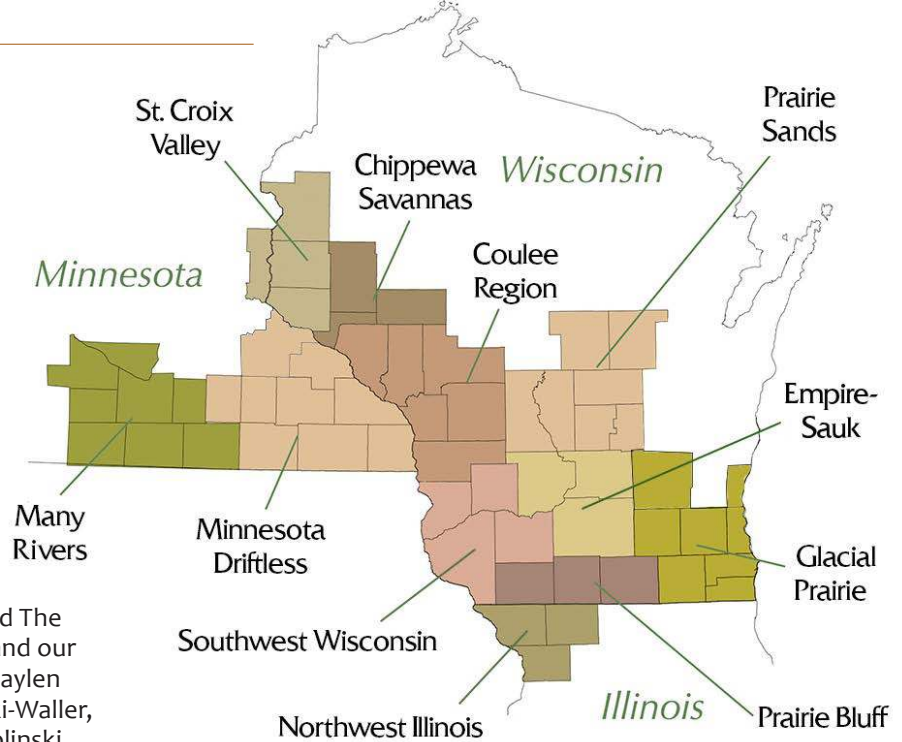 St. Croix
Valley
Chippewa
Savannas
Wisconsin
Prairie
Sands
Minnesota
Coulee
Region
Empire-
Sauk
Many
Rivers
Minnesota
Driftless
Glacial
Prairie
Southwest Wisconsin
Northwest Illinois
Illinois
Prairie Bluff
d The
and our
aylen
i-Waller,